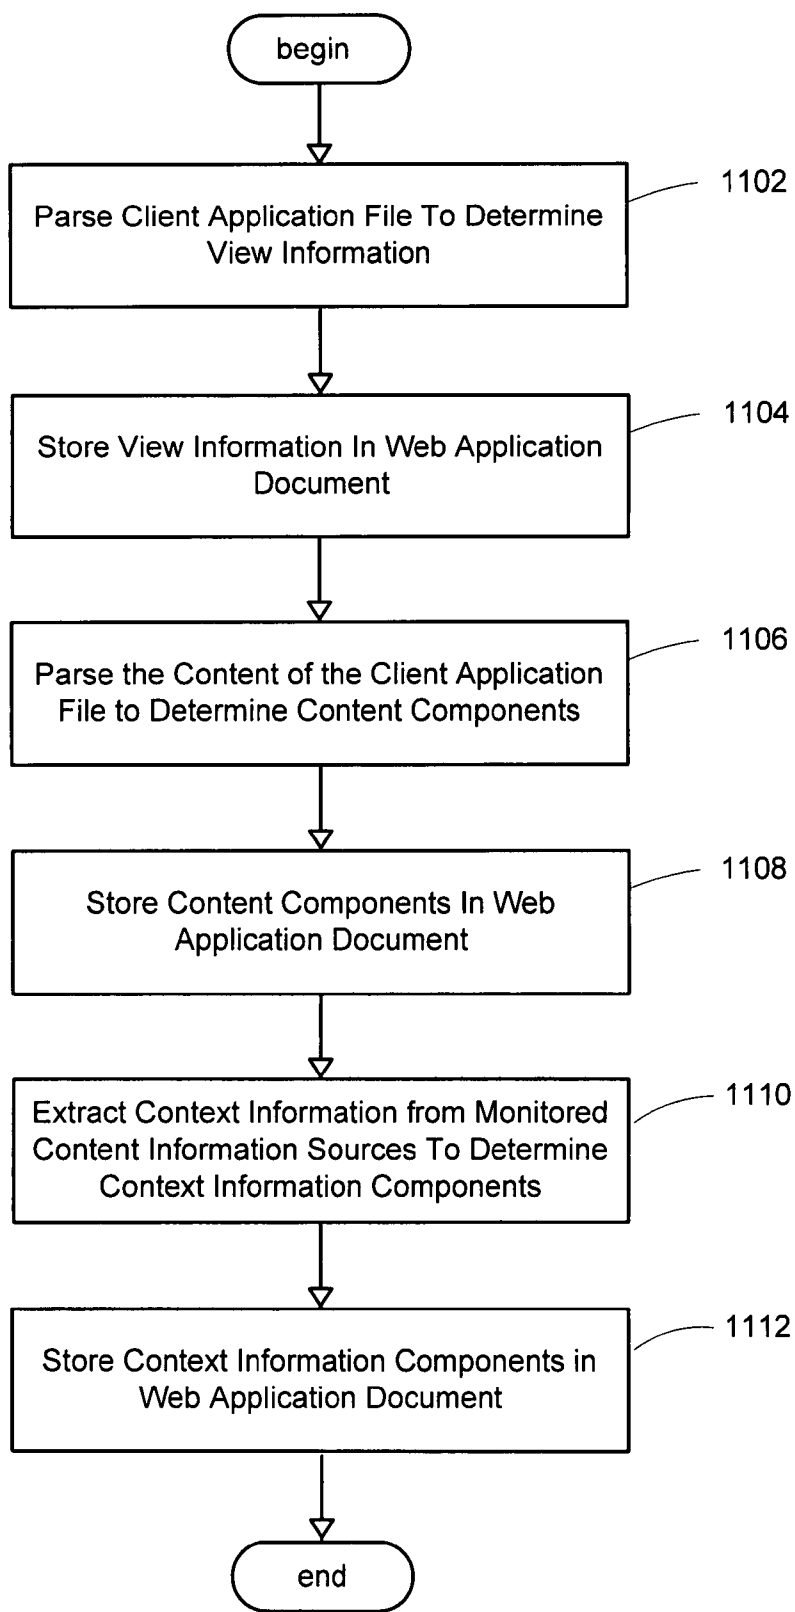 begin
1102
Parse Client Application File To Determine
View Information
1104
Store View Information In Web Application
Document
1106
Parse the Content of the Client Application
File to Determine Content Components
1108
Store Content Components In Web
Application Document
1110
Extract Context Information from Monitored
Content Information Sources To Determine
Context Information Components
1112
Store Context Information Components in
Web Application Document
end